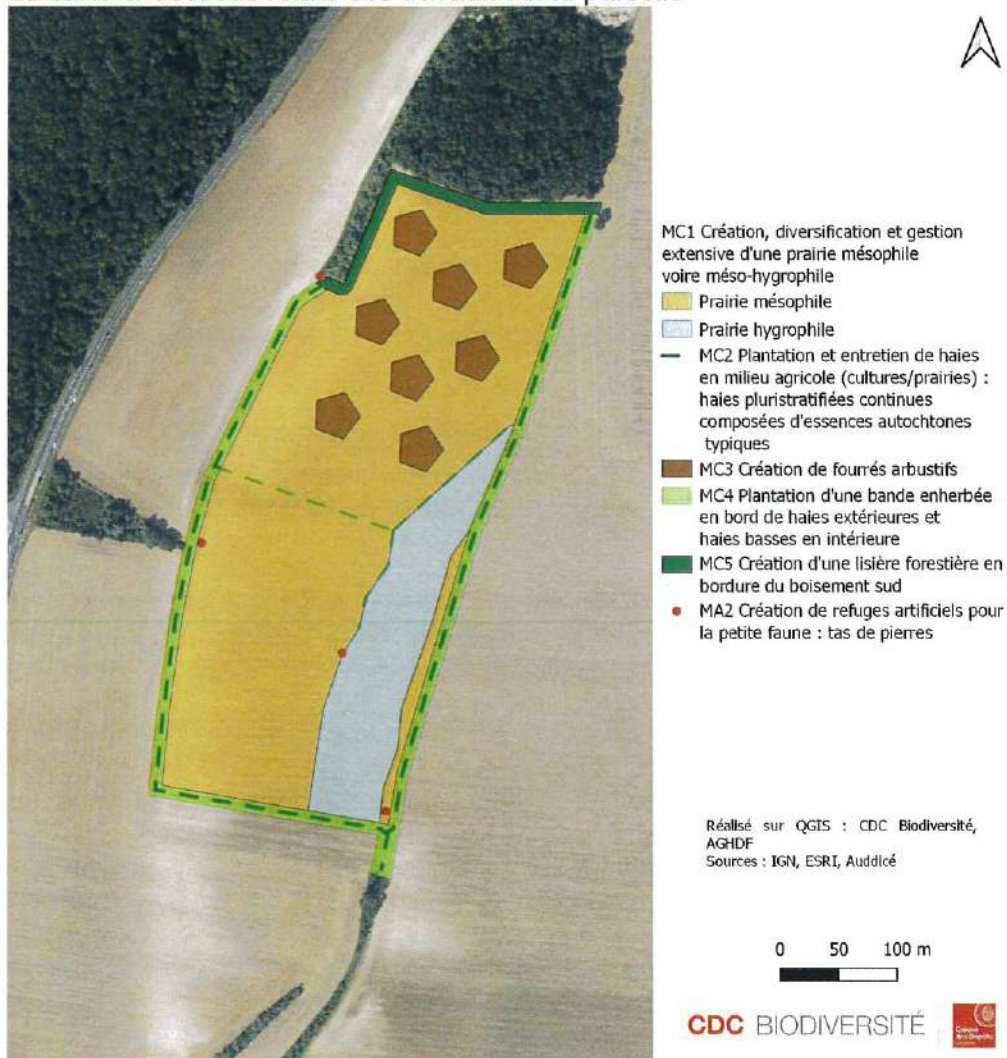 MC1 Création, diversification et gestion
extensive d'une prairie mésophile
voire méso-hygrophile
Prairie mésophile
Prairie hygrophile
MC2 Plantation et entretien de haies
en milieu agricole (cultures/prairies) :
haies pluristratifiées continues
composées d'essences autochtones
typiques
MC3 Création de fourrés arbustifs
MC4 Plantation d'une bande enherbée
en bord de haies extérieures et
haies basses en intérieure
MC5 Création d'une lisière forestière en
bordure du boisement sud
MA2 Création de refuges artificiels pour
la petite faune : tas de pierres
Réalisé sur QGIS : CDC Biodiversité,
AGHDF
Sources : IGN, ESRI, Auddicé
0 50 100 m
CDC BIODIVERSITÉ